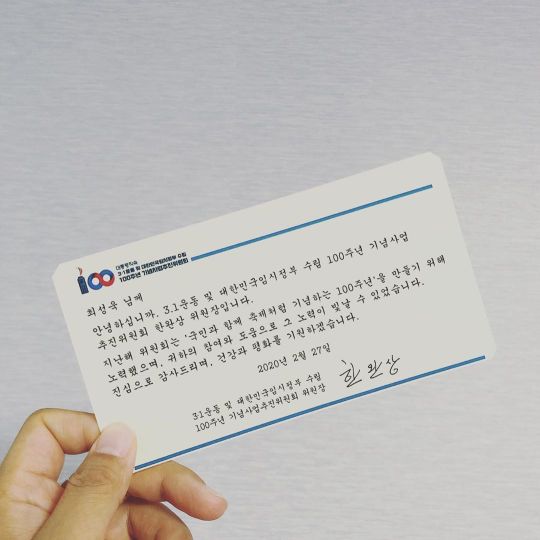 100
대통령직속
3·1운동 및 대한민국임시정부 수립
100주년 기념사업추진위원회
최성욱 님께
안녕하십니까. 3.1운동 및 대한민국임시정부 수립 100주년 기념사업
추진위원회 한완상 위원장입니다.
지난해 위원회는 '국민과 함께 축제처럼 기념하는 100주년'을 만들기 위해
노력했으며, 귀하의 참여와 도움으로 그 노력이 빛날 수 있었습니다.
진심으로 감사드리며, 건강과 평화를 기원하겠습니다.
2020년 2월 27일
3.1운동 및 대한민국임시정부 수립
100주년 기념사업추진위원회 위원장
한완상